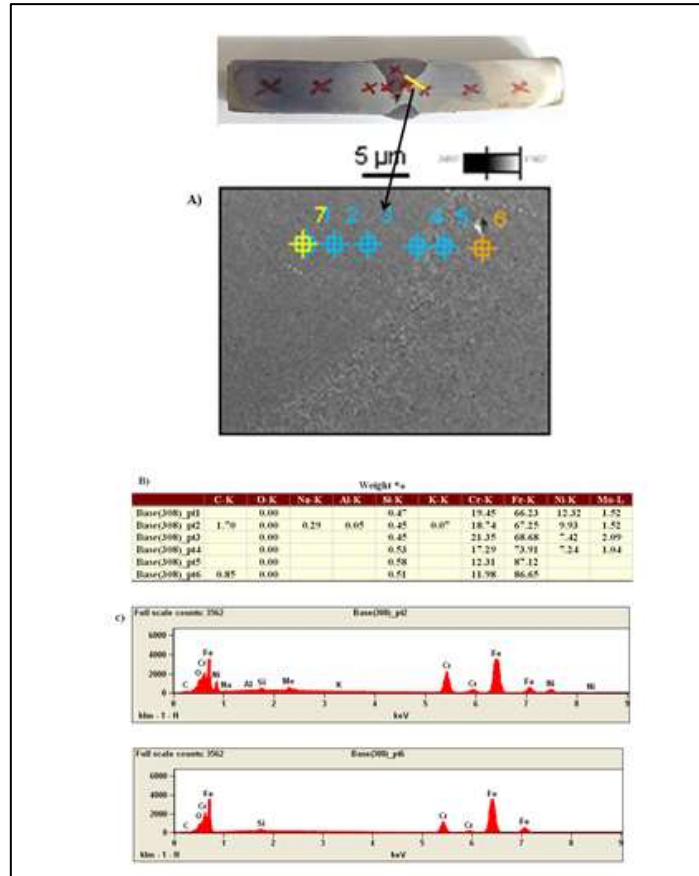 5 µm
A)
7 1 2 3 4 5 6
B)
Weight %
C-K O-K Na-K Al-K Si-K K-K Cr-K Fe-K Ni-K Mo-L
Base(308)_pt1 0.00 0.47 19.45 66.23 12.32 1.52
Base(308)_pt2 1.70 0.00 0.29 0.05 0.45 0.07 18.74 67.25 9.93 1.52
Base(308)_pt3 0.00 0.45 21.35 68.68 7.42 2.09
Base(308)_pt4 0.00 0.53 17.29 73.91 7.24 1.04
Base(308)_pt5 0.00 0.58 12.31 87.12
Base(308)_pt6 0.85 0.00 0.51 11.98 86.65
c)
Full scale counts: 3562 Base(308)_pt2
6000
4000
2000
0
C O Cr Fe Ni Na Al Si Mo K Cr Cr Fe Fe Ni Ni
0 1 2 3 4 5 6 7 8 9
klm - 1 - H keV
Full scale counts: 3562 Base(308)_pt6
6000
4000
2000
0
C O Cr Fe Si Cr Cr Fe Fe
0 1 2 3 4 5 6 7 8 9
klm - 1 - H keV